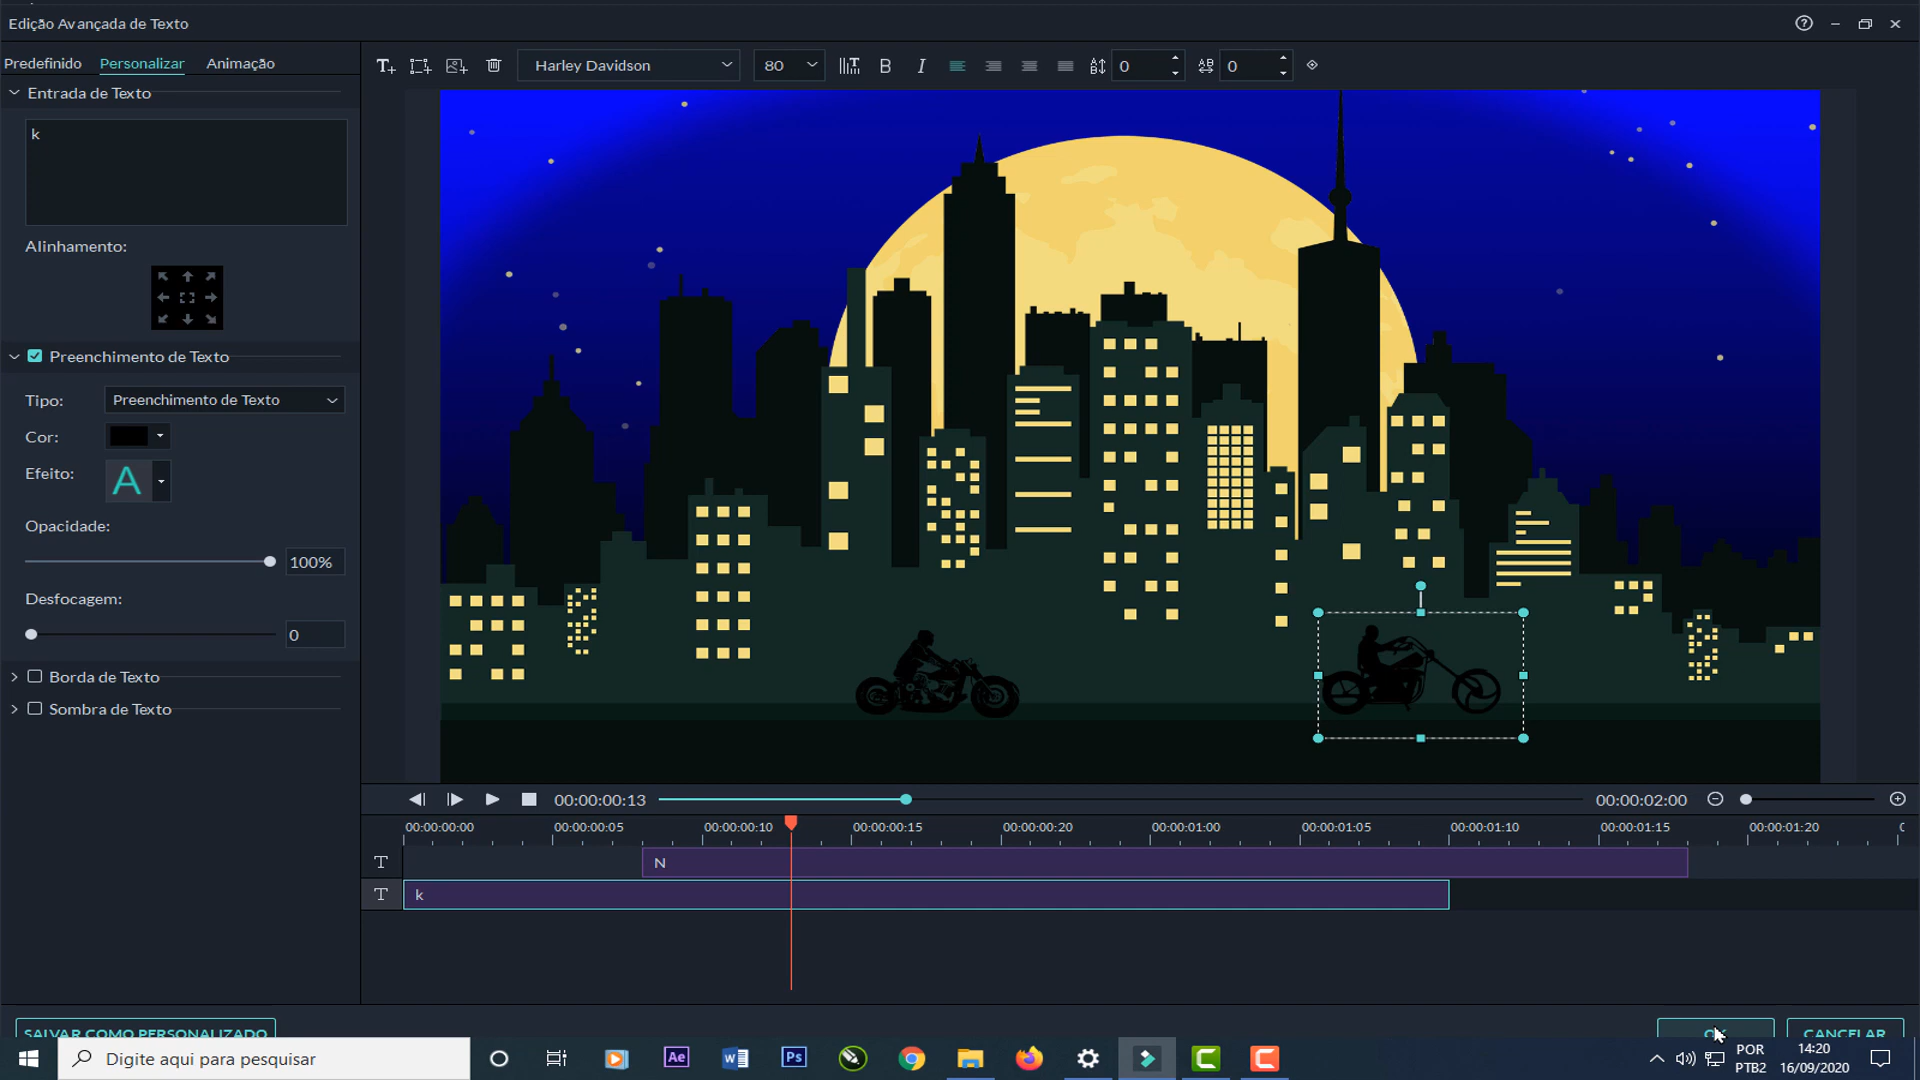 Edição Avançada de Texto
Predefinido Personalizar Animação
Harley Davidson 80 B I 0 0
Entrada de Texto
k
Alinhamento:
Preenchimento de Texto
Tipo: Preenchimento de Texto
Cor:
Efeito: A
Opacidade:
100%
Desfocagem:
0
Borda de Texto
Sombra de Texto
00:00:00:13 00:00:02:00
00:00:00:00 00:00:00:05 00:00:00:10 00:00:00:15 00:00:00:20 00:00:01:00 00:00:01:05 00:00:01:10 00:00:01:15 00:00:01:20
T N
T k
SALVAR COMO PERSONALIZADO OK CANCELAR
Digite aqui para pesquisar
Ae
Ps
POR
PTB2
14:20
16/09/2020